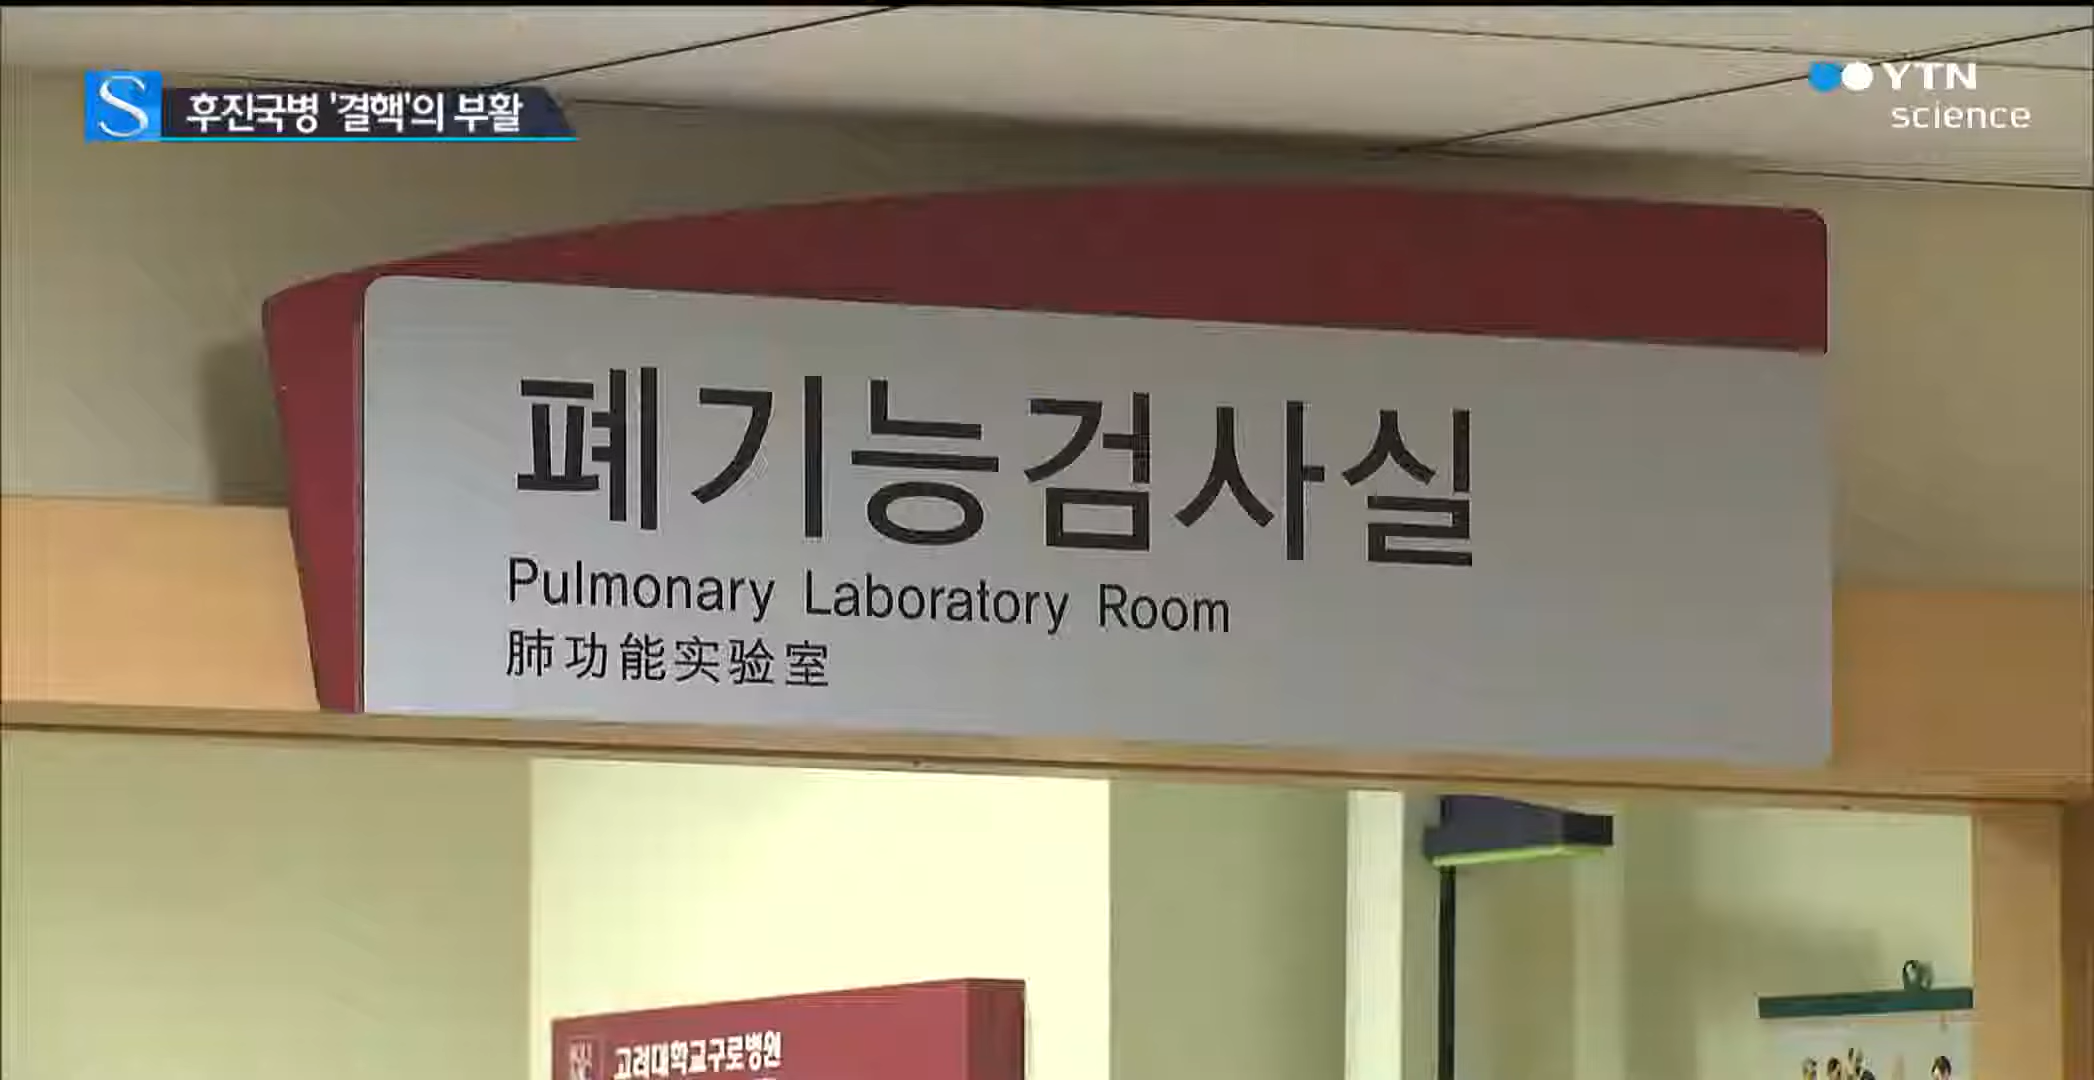 S 후진국병 '결핵'의 부활
YTN
science
폐기능검사실
Pulmonary Laboratory Room
肺功能实验室
고려대학교구로병원